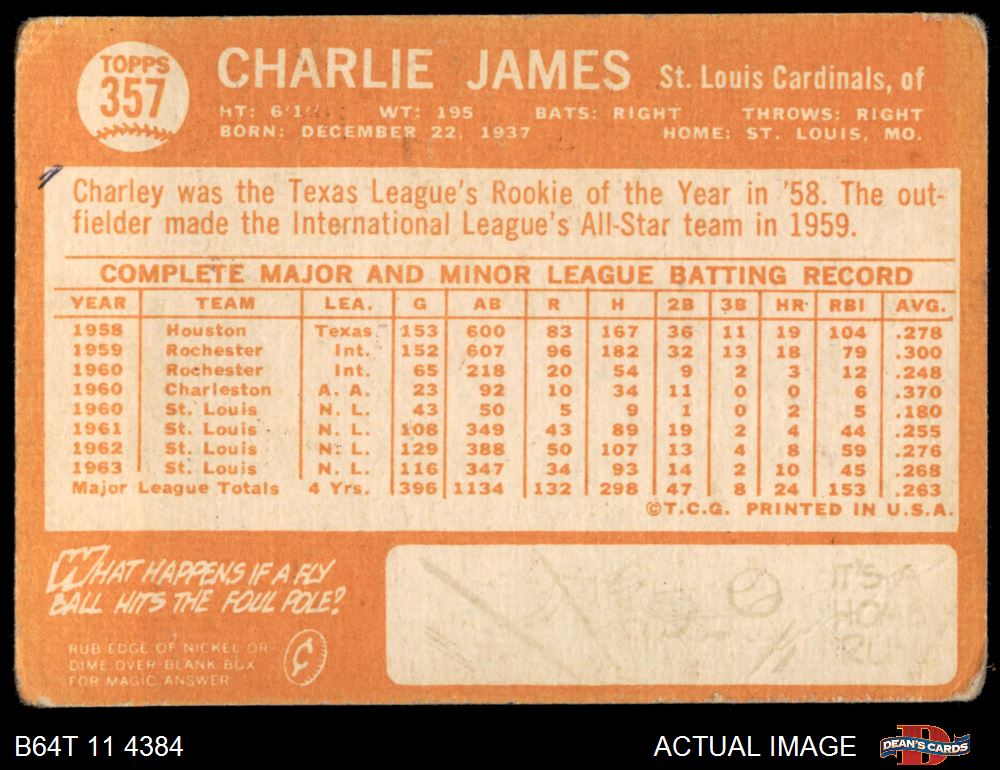 TOPPS
357
CHARLIE JAMES St. Louis Cardinals, of
HT: 6'1" WT: 195 BATS: RIGHT THROWS: RIGHT
BORN: DECEMBER 22, 1937 HOME: ST. LOUIS, MO.
Charley was the Texas League's Rookie of the Year in '58. The out-
fielder made the International League's All-Star team in 1959.
COMPLETE MAJOR AND MINOR LEAGUE BATTING RECORD
YEAR TEAM LEA. G AB R H 2B 3B HR RBI AVG.
1958 Houston Texas 153 600 83 167 36 11 19 104 .278
1959 Rochester Int. 152 607 96 182 32 13 18 79 .300
1960 Rochester Int. 65 218 20 54 9 2 3 12 .248
1960 Charleston A. A. 23 92 10 34 11 0 0 6 .370
1960 St. Louis N. L. 43 50 5 9 1 0 2 5 .180
1961 St. Louis N. L. 108 349 43 89 19 2 4 44 .255
1962 St. Louis N. L. 129 388 50 107 13 4 8 59 .276
1963 St. Louis N. L. 116 347 34 93 14 2 10 45 .268
Major League Totals 4 Yrs. 396 1134 132 298 47 8 24 153 .263
©T.C.G. PRINTED IN U.S.A.
WHAT HAPPENS IF A FLY
BALL HITS THE FOUL POLE?
RUB EDGE OF NICKEL OR
DIME OVER BLANK BOX
FOR MAGIC ANSWER
IT'S A
B64T 11 4384 ACTUAL IMAGE DEAN'S CARDS